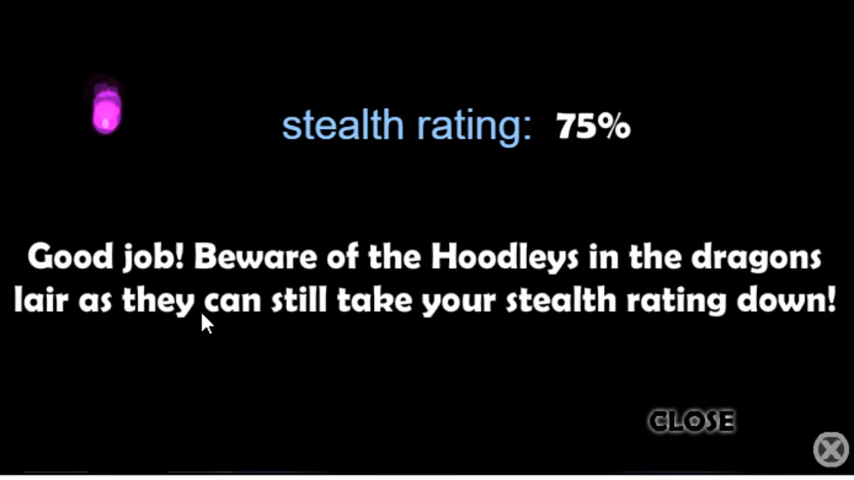 stealth rating: 75%
Good job! Beware of the Hoodleys in the dragons
lair as they can still take your stealth rating down!
CLOSE